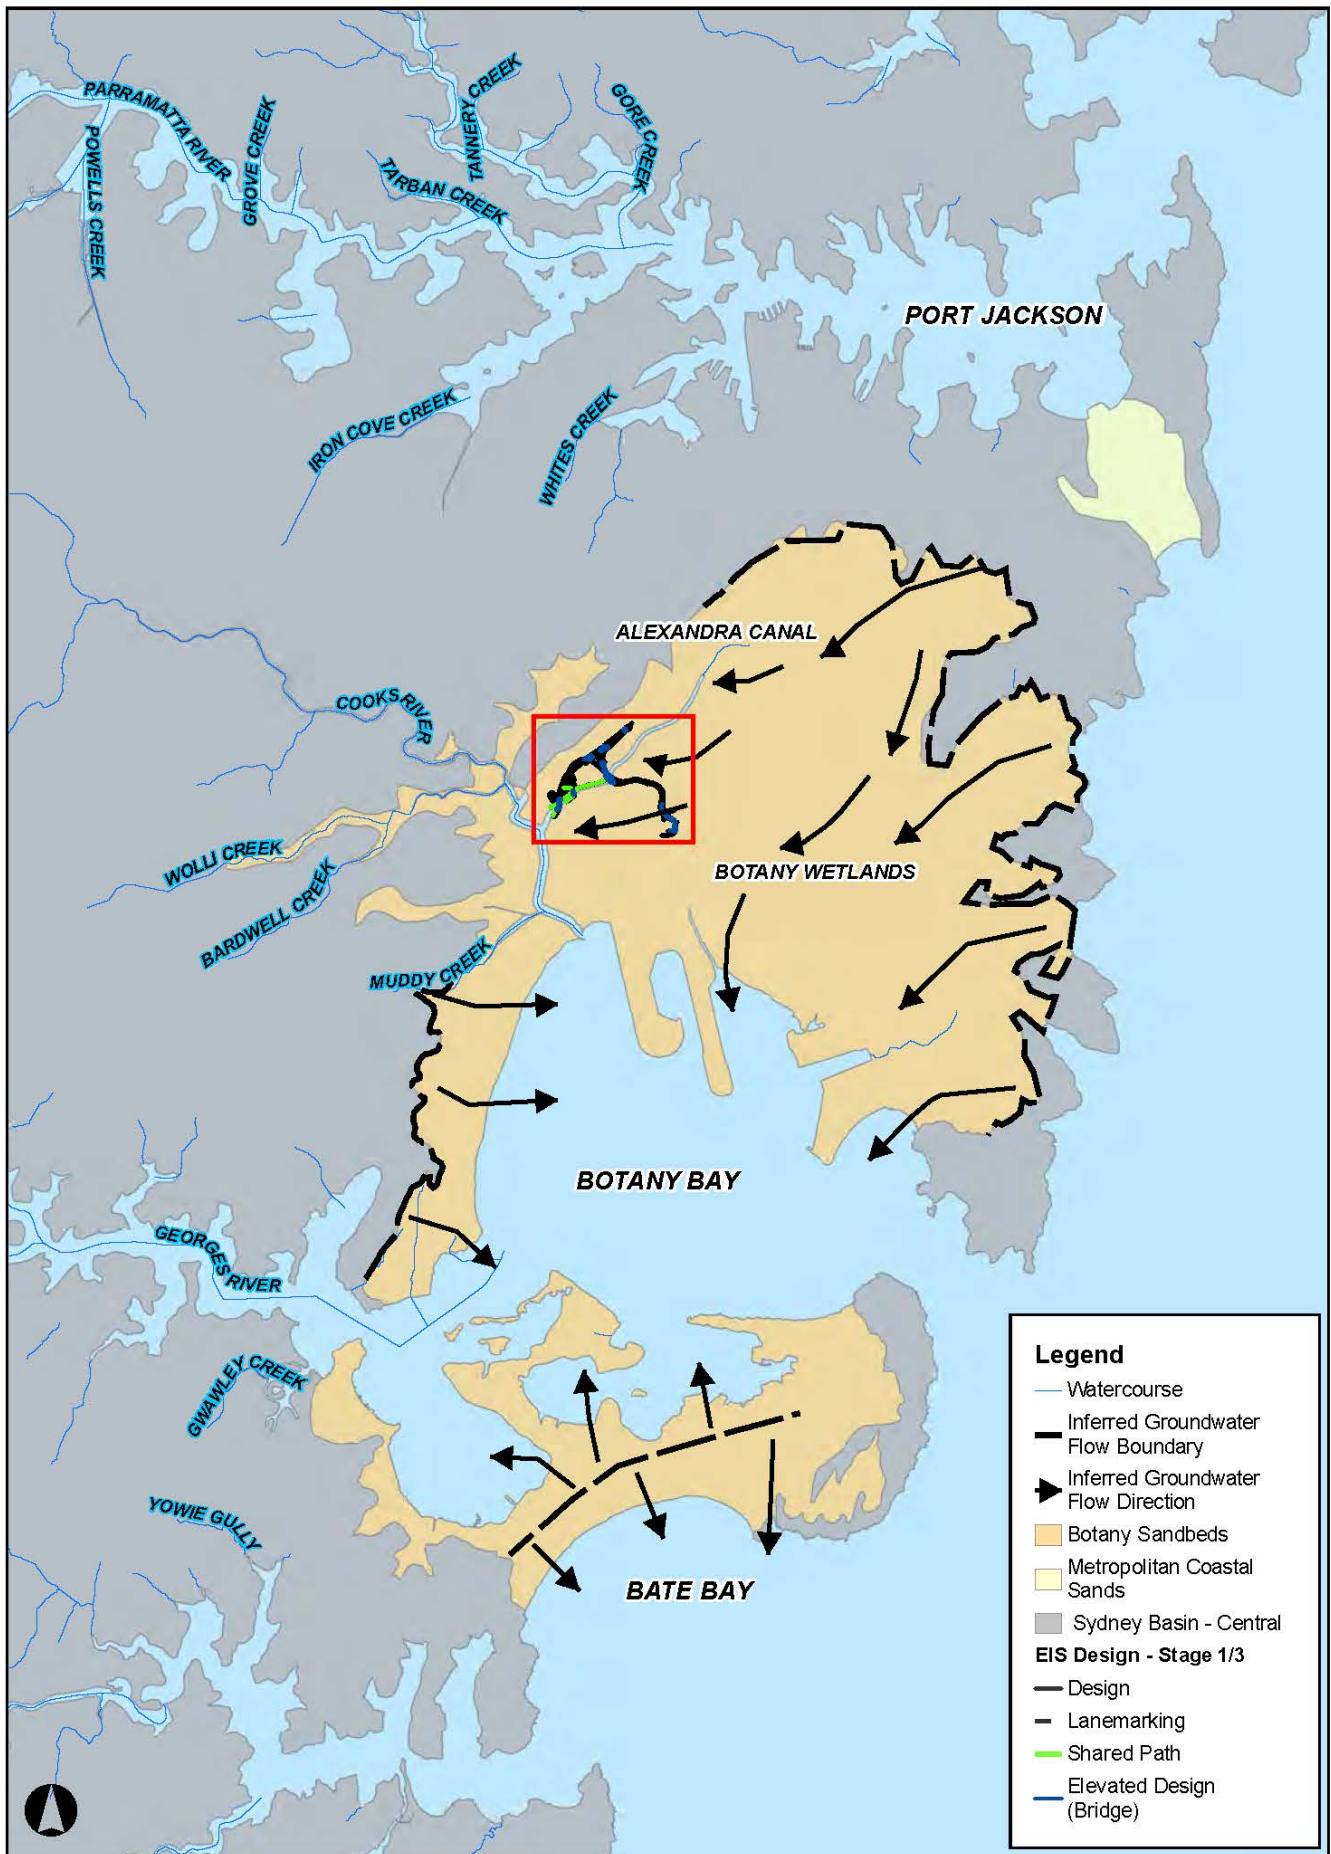 PARRAMATTA RIVER
POWELLS CREEK
GROVE CREEK
TARBAN CREEK
TANNERY CREEK
GORE CREEK
PORT JACKSON
IRON COVE CREEK
WHITES CREEK
ALEXANDRA CANAL
COOKS RIVER
WOLLI CREEK
BARDWELL CREEK
BOTANY WETLANDS
MUDDY CREEK
BOTANY BAY
GEORGES RIVER
GWAWLEY CREEK
YOWIE GULLY
BATE BAY
Legend
Watercourse
Inferred Groundwater
Flow Boundary
Inferred Groundwater
Flow Direction
Botany Sandbeds
Metropolitan Coastal
Sands
Sydney Basin - Central
EIS Design - Stage 1/3
Design
Lanemarking
Shared Path
Elevated Design
(Bridge)